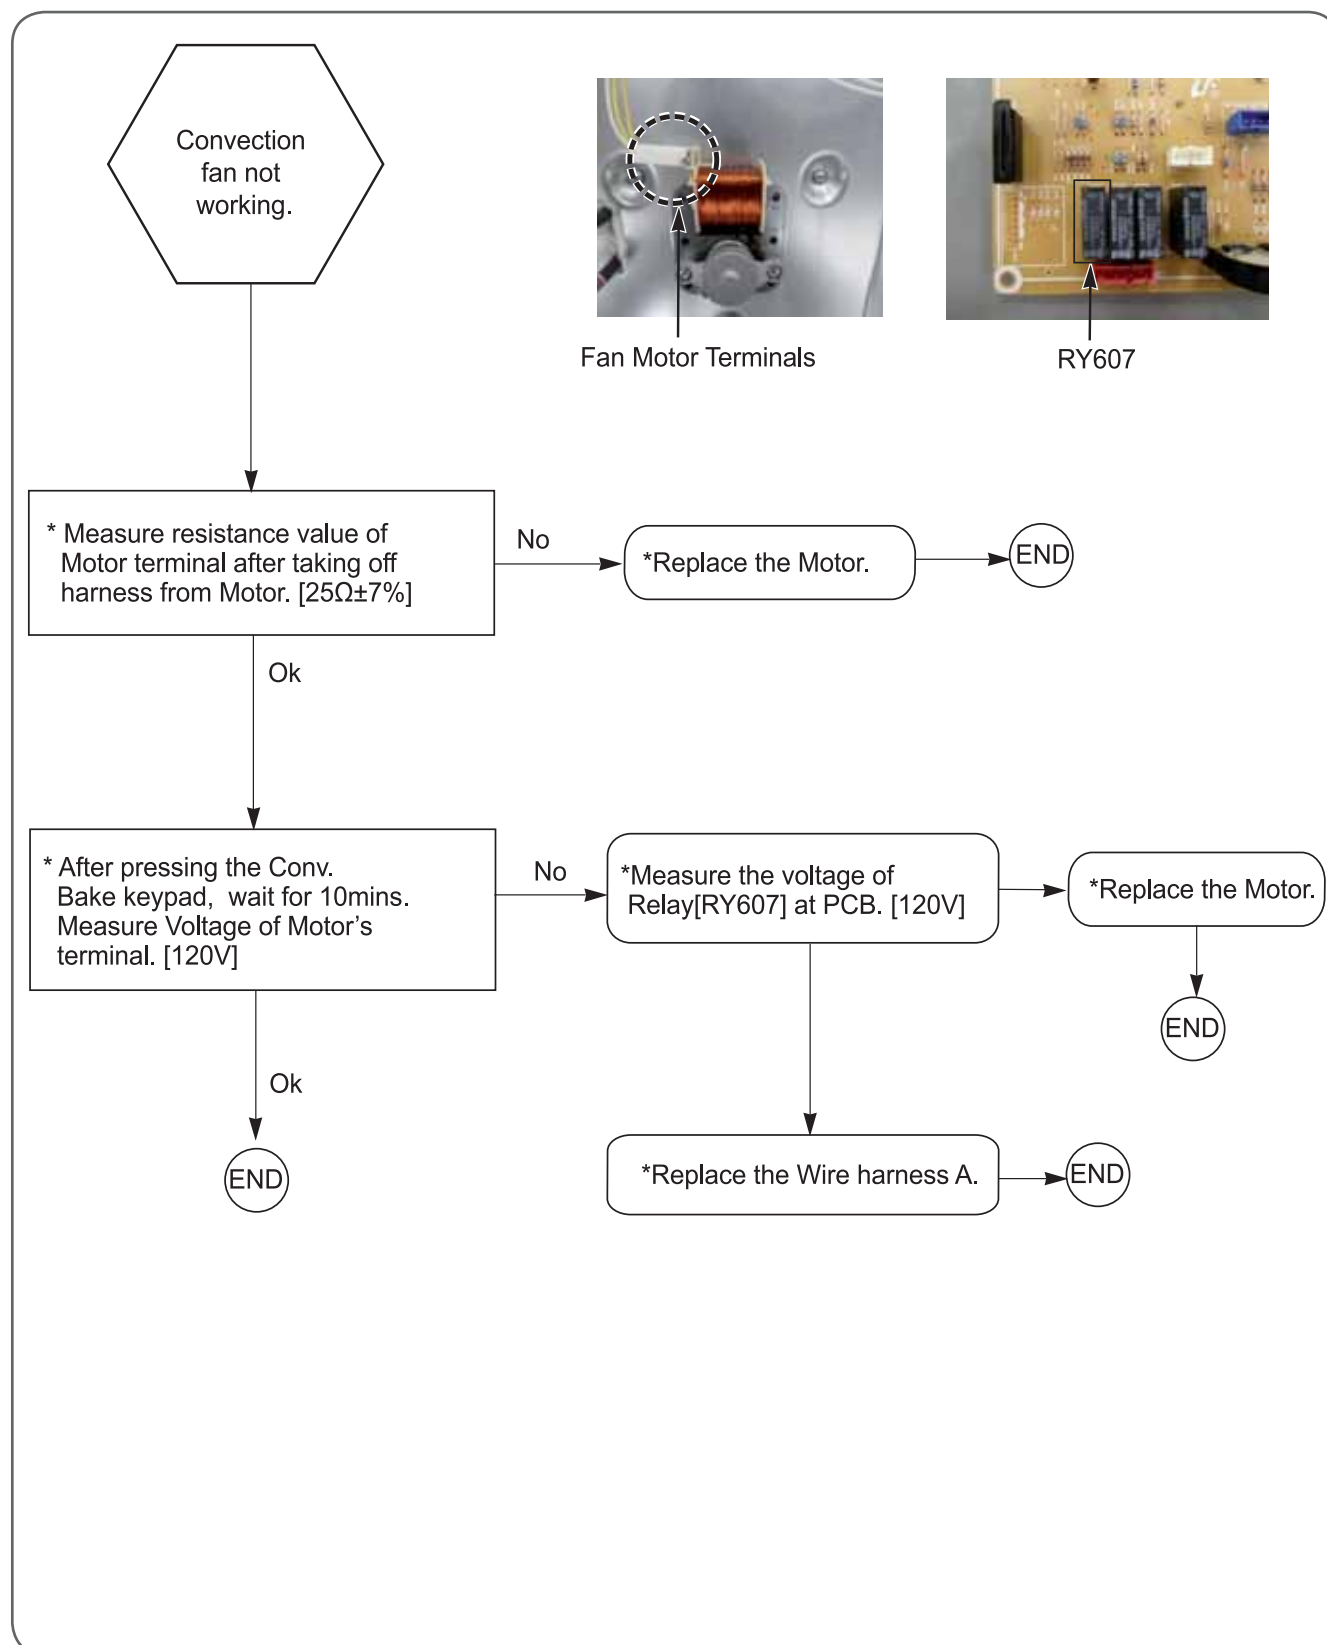 Convection
fan not
working.
Fan Motor Terminals
RY607
* Measure resistance value of
Motor terminal after taking off
harness from Motor. [25Ω±7%]
No
*Replace the Motor.
END
Ok
* After pressing the Conv.
Bake keypad, wait for 10mins.
Measure Voltage of Motor’s
terminal. [120V]
No
*Measure the voltage of
Relay[RY607] at PCB. [120V]
*Replace the Motor.
END
Ok
END
*Replace the Wire harness A.
END